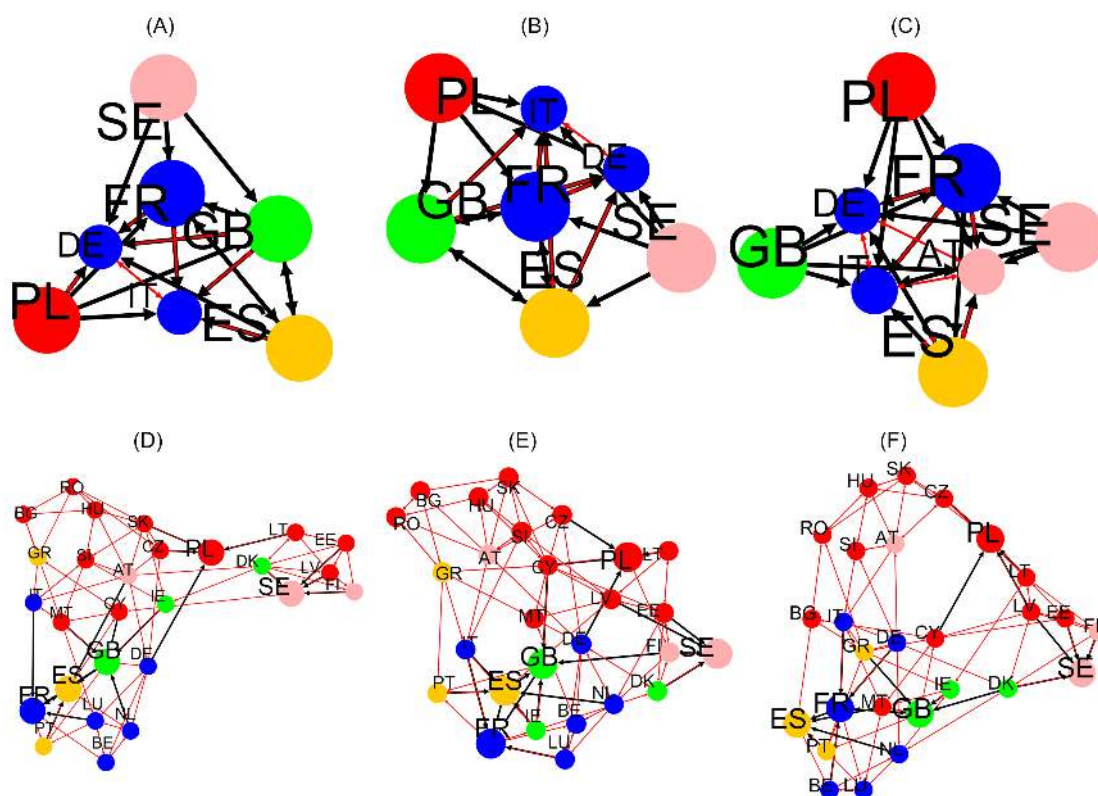 (A)
(B)
(C)
SE
FR
GB
DE
IT
PL
ES
PL
IT
DE
FR
GB
SE
ES
PL
FR
DE
SE
GB
AT
IT
ES
(D)
(E)
(F)
RO
BG
HU
SK
CZ
PL
LT
EE
GR
SI
AT
DK
LV
FI
SE
IT
MT
CY
IE
GB
DE
ES
FR
LU
NL
PT
BE
SK
BG
HU
CZ
RO
SI
PL
LT
AT
CY
GR
LV
EE
MT
IT
DE
FI
SE
GB
PT
ES
NL
DK
IE
BE
FR
LU
SK
HU
CZ
RO
SI
AT
PL
LT
LV
EE
FI
BG
IT
DE
CY
GR
SE
IE
DK
FR
MT
GB
ES
PT
NL
BE
LU